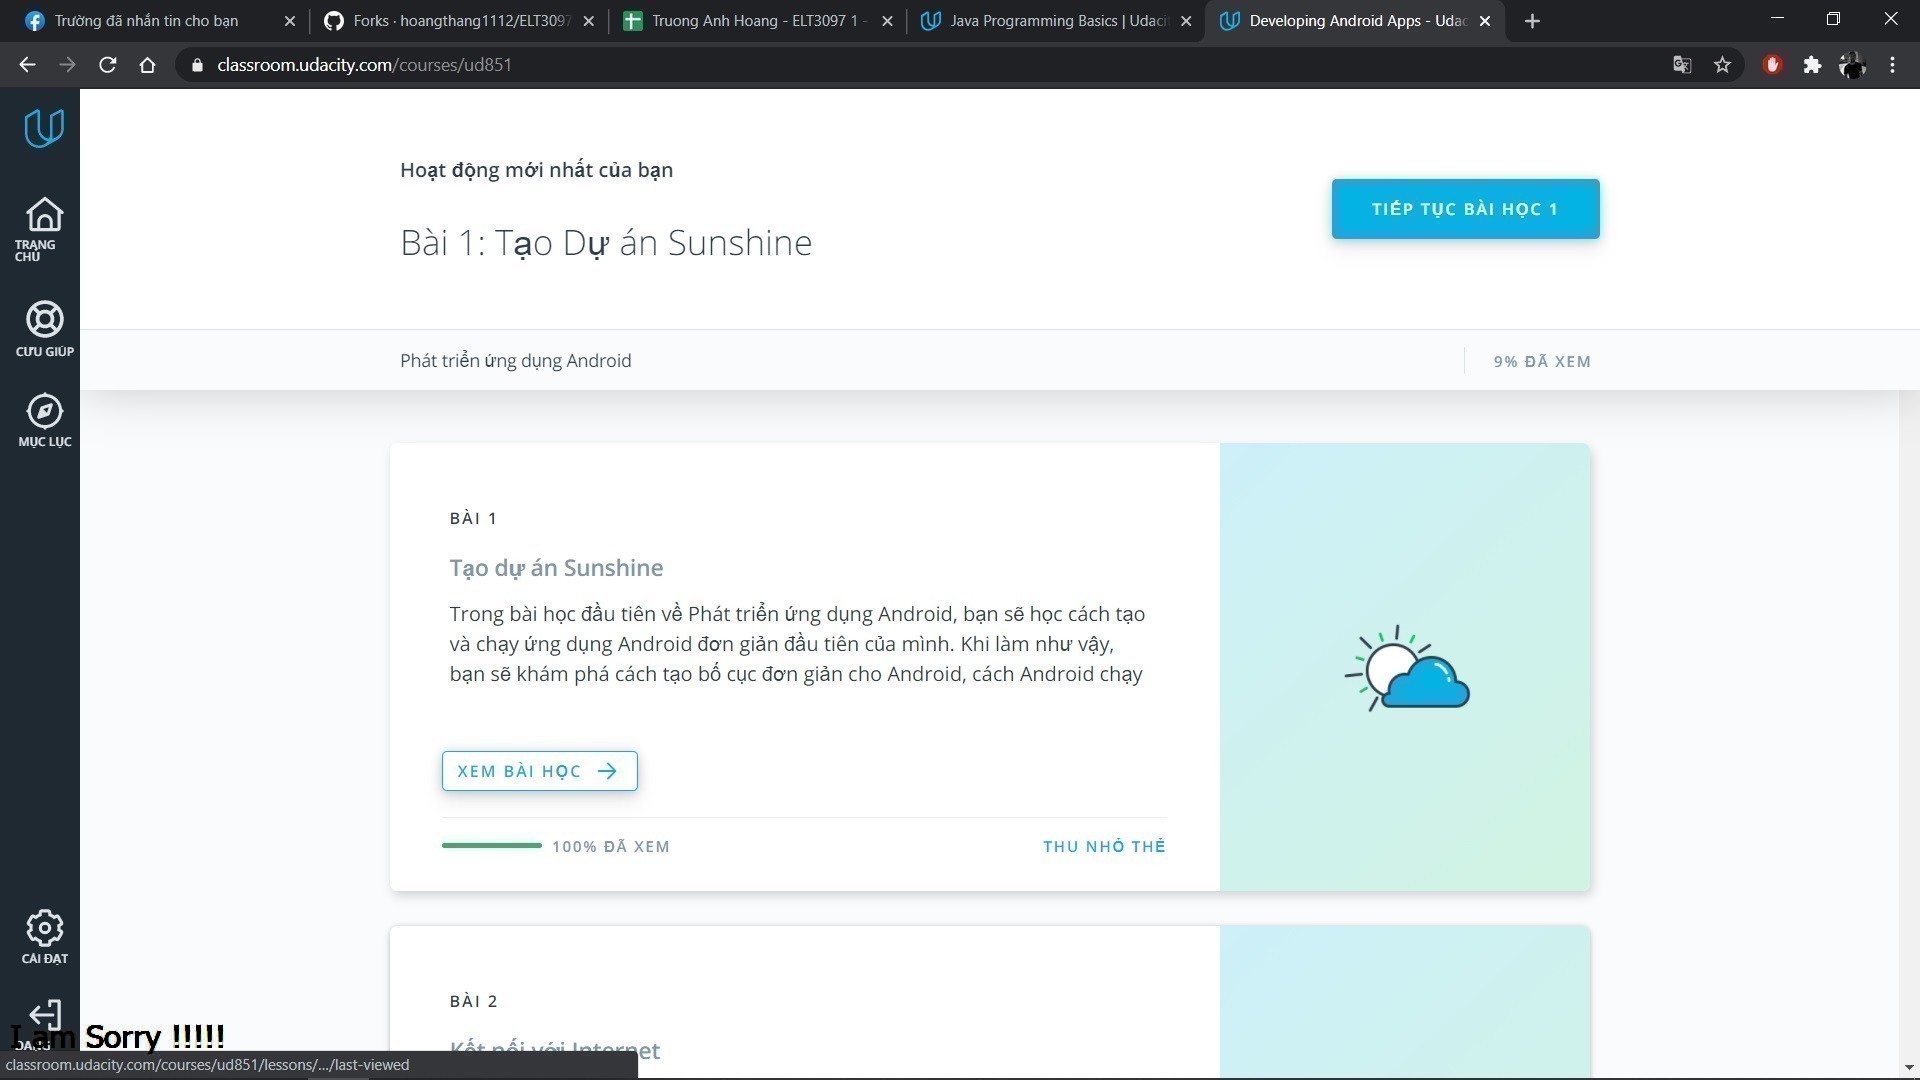 Trường đã nhắn tin cho bạn
Forks · hoangthang1112/ELT3097
Truong Anh Hoang - ELT3097 1 -
Java Programming Basics | Udaci
Developing Android Apps - Udac
classroom.udacity.com/courses/ud851
TRANG CHỦ
CỨU GIÚP
MỤC LỤC
CÀI ĐẶT
Hoạt động mới nhất của bạn
Bài 1: Tạo Dự án Sunshine
TIẾP TỤC BÀI HỌC 1
Phát triển ứng dụng Android
9% ĐÃ XEM
BÀI 1
Tạo dự án Sunshine
Trong bài học đầu tiên về Phát triển ứng dụng Android, bạn sẽ học cách tạo
và chạy ứng dụng Android đơn giản đầu tiên của mình. Khi làm như vậy,
bạn sẽ khám phá cách tạo bố cục đơn giản cho Android, cách Android chạy
XEM BÀI HỌC
100% ĐÃ XEM
THU NHỎ THẺ
BÀI 2
Kết nối với Internet
I am Sorry !!!!!
classroom.udacity.com/courses/ud851/lessons/.../last-viewed